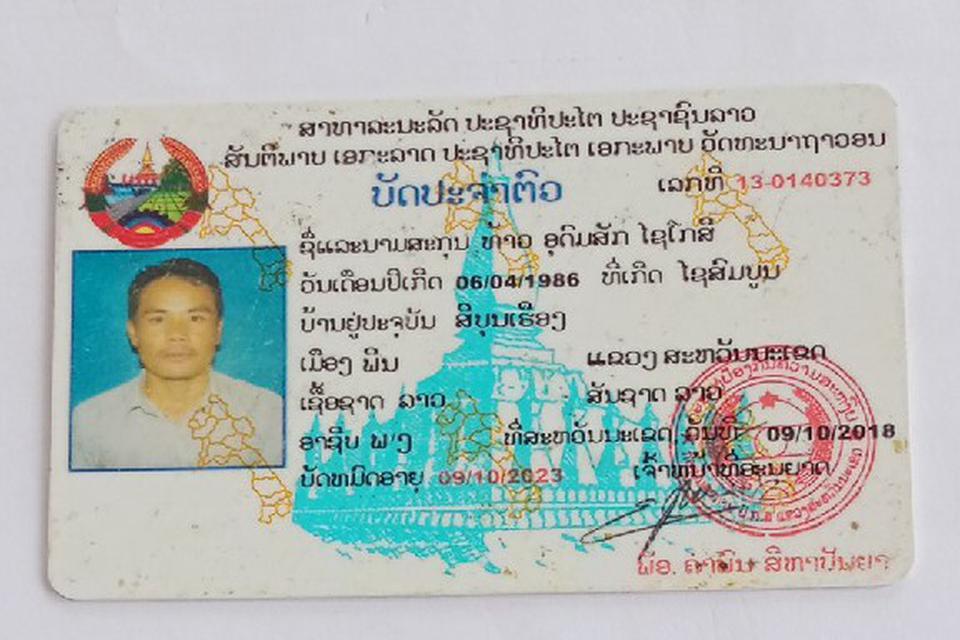 ສາທາລະນະລັດ ປະຊາທິປະໄຕ ປະຊາຊົນລາວ
ສັນຕິພາບ ເອກະລາດ ປະຊາທິປະໄຕ ເອກະພາບ ວັດທະນາຖາວອນ
ບັດປະຈຳຕົວ ເລກທີ 13-0140373
ຊື່ແລະນາມສະກຸນ ທ້າວ ອຸດົມສັກ ໄຊໂກສີ
ວັນເດືອນປີເກີດ 06/04/1986 ທີ່ເກີດ ໄຊສົມບູນ
ບ້ານຢູ່ປະຈຸບັນ ສີບຸນເຮືອງ
ເມືອງ ພິນ ແຂວງ ສະຫວັນນະເຂດ
ເຊື້ອຊາດ ລາວ ສັນຊາດ ລາວ
ອາຊີບ ທີ່ສະຫວັນນະເຂດ, ວັນທີ 09/10/2018
ບັດຫມົດອາຍຸ 09/10/2023 ເຈົ້າຫນ້າທີ່ອະນຸຍາດ
ພ້ອ. ຄຳພົນ ສິຫາປັນຍາ